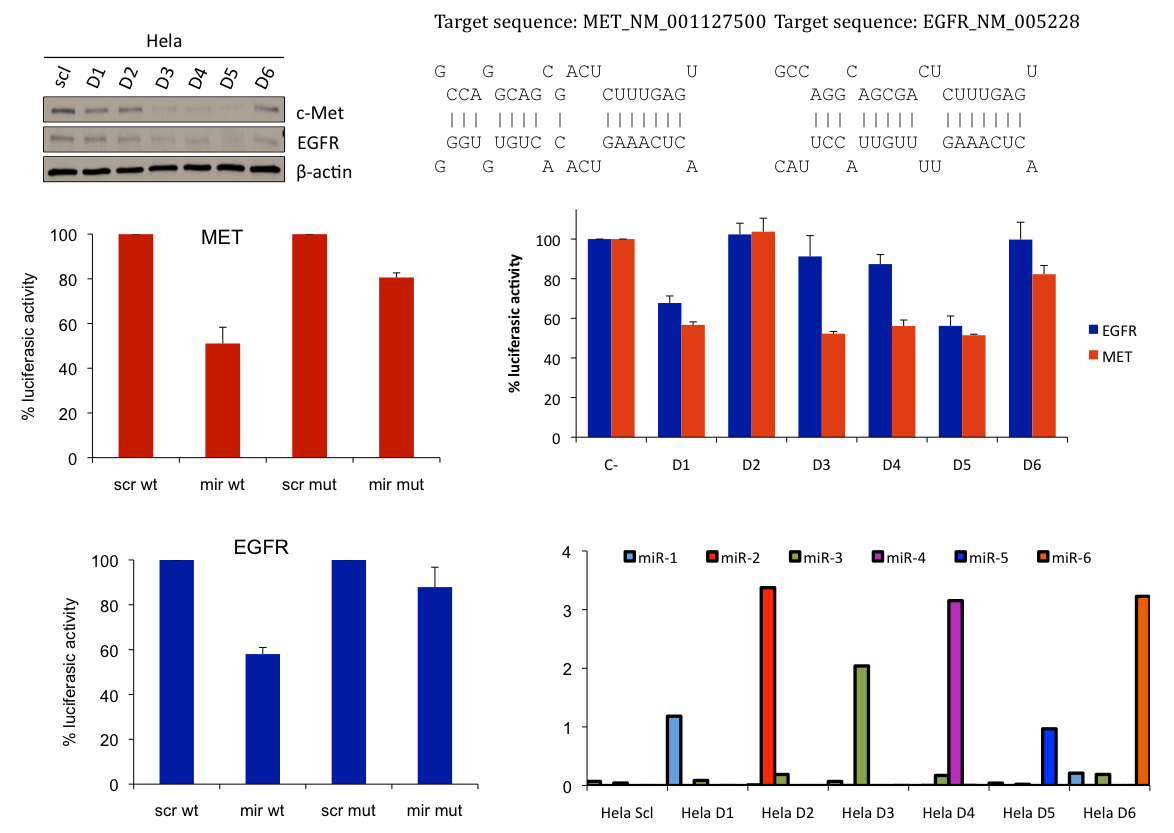 Target sequence: MET_NM_001127500 Target sequence: EGFR_NM_005228
Hela
scl D1 D2 D3 D4 D5 D6
c-Met
EGFR
β-actin
G G C ACU U
CCA GCAG G CUUUGAG
||| |||| | |||||||
GGU UGUC C GAAACUC
G G A ACU A
GCC C CU U
AGG AGCGA CUUUGAG
||| ||||| |||||||
UCC UUGUU GAAACUC
CAU A UU A
MET
% luciferasic activity
100
80
60
40
20
0
scr wt mir wt scr mut mir mut
% luciferasic activity
100
80
60
40
20
0
C- D1 D2 D3 D4 D5 D6
EGFR
MET
EGFR
% luciferasic activity
100
80
60
40
20
0
scr wt mir wt scr mut mir mut
miR-1 miR-2 miR-3 miR-4 miR-5 miR-6
4
3
2
1
0
Hela Scl Hela D1 Hela D2 Hela D3 Hela D4 Hela D5 Hela D6